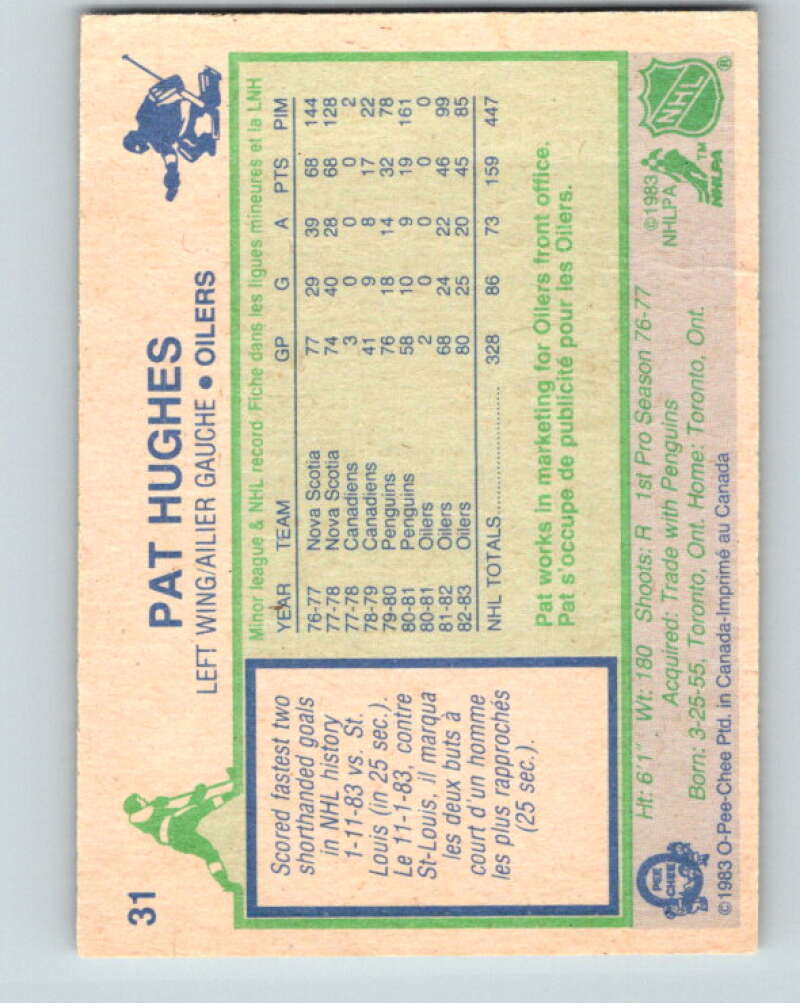 31
PAT HUGHES
LEFT WING/AILIER GAUCHE • OILERS
Scored fastest two
shorthanded goals
in NHL history
1-11-83 vs. St.
Louis (in 25 sec.).
Le 11-1-83, contre
St-Louis, il marqua
les deux buts à
court d'un homme
les plus rapprochés
(25 sec.).
Minor league & NHL record Fiche dans les ligues mineures et la LNH
YEAR TEAM GP G A PTS PIM
76-77 Nova Scotia 77 29 39 68 144
77-78 Nova Scotia 74 40 28 68 128
77-78 Canadiens 3 0 0 0 2
78-79 Canadiens 41 9 8 17 22
79-80 Penguins 76 18 14 32 78
80-81 Penguins 58 10 9 19 161
80-81 Oilers 2 0 0 0 0
81-82 Oilers 68 24 22 46 99
82-83 Oilers 80 25 20 45 85
NHL TOTALS 328 86 73 159 447
Pat works in marketing for Oilers front office.
Pat s'occupe de publicité pour les Oilers.
Ht: 6'1". Wt: 180 Shoots: R 1st Pro Season 76-77
Acquired: Trade with Penguins
Born: 3-25-55, Toronto, Ont. Home: Toronto, Ont.
©1983 O-Pee-Chee Ptd. in Canada-Imprimé au Canada
PEE
CHEE
©1983
NHLPA
NHL
®
TM
NHLPA